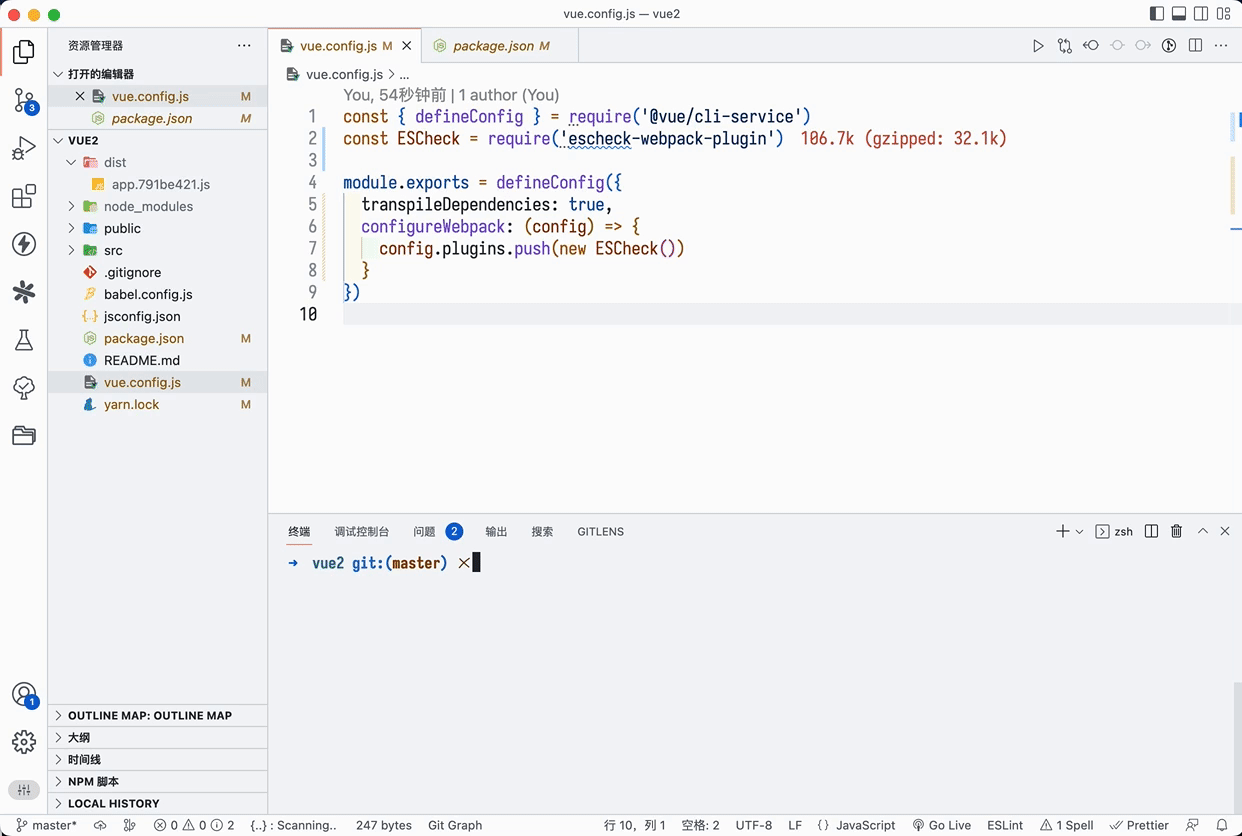 vue.config.js — vue2
资源管理器
打开的编辑器
vue.config.js M
package.json M
VUE2
dist
app.791be421.js
node_modules
public
src
.gitignore
babel.config.js
jsconfig.json
package.json M
README.md
vue.config.js M
yarn.lock M
OUTLINE MAP: OUTLINE MAP
大纲
时间线
NPM 脚本
LOCAL HISTORY
3
1
vue.config.js M
package.json M
vue.config.js > ...
You, 54秒钟前 | 1 author (You)
1 const { defineConfig } = require('@vue/cli-service')
2 const ESCheck = require('escheck-webpack-plugin') 106.7k (gzipped: 32.1k)
3
4 module.exports = defineConfig({
5 transpileDependencies: true,
6 configureWebpack: (config) => {
7 config.plugins.push(new ESCheck())
8 }
9 })
10
终端 调试控制台 问题 2 输出 搜索 GITLENS
zsh
➜ vue2 git:(master) ✕
master* 0 0 2 {..} : Scanning.. 247 bytes Git Graph 行 10，列 1 空格: 2 UTF-8 LF {} JavaScript Go Live ESLint 1 Spell Prettier